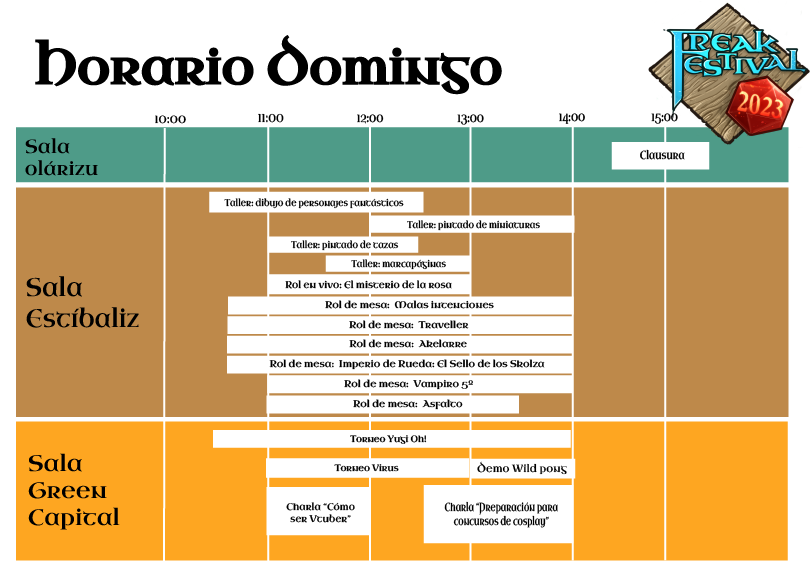 Horario Domingo
Freak
Festival
2023
10:00 11:00 12:00 13:00 14:00 15:00
Sala
olárizu
Clausura
Sala
Estíbaliz
Taller: dibujo de personajes fantásticos
Taller: pintado de miniaturas
Taller: pintado de tazas
Taller: marcapáginas
Rol en vivo: El misterio de la rosa
Rol de mesa: Malas intenciones
Rol de mesa: Traveller
Rol de mesa: Akelarre
Rol de mesa: Imperio de Rueda: El Sello de los Skolza
Rol de mesa: Vampiro 5º
Rol de mesa: Asfalto
Sala
Green
Capital
Torneo Yugi Oh!
Torneo Virus
Demo Wild pong
Charla "Cómo
ser Vtuber"
Charla "Preparación para
concursos de cosplay"